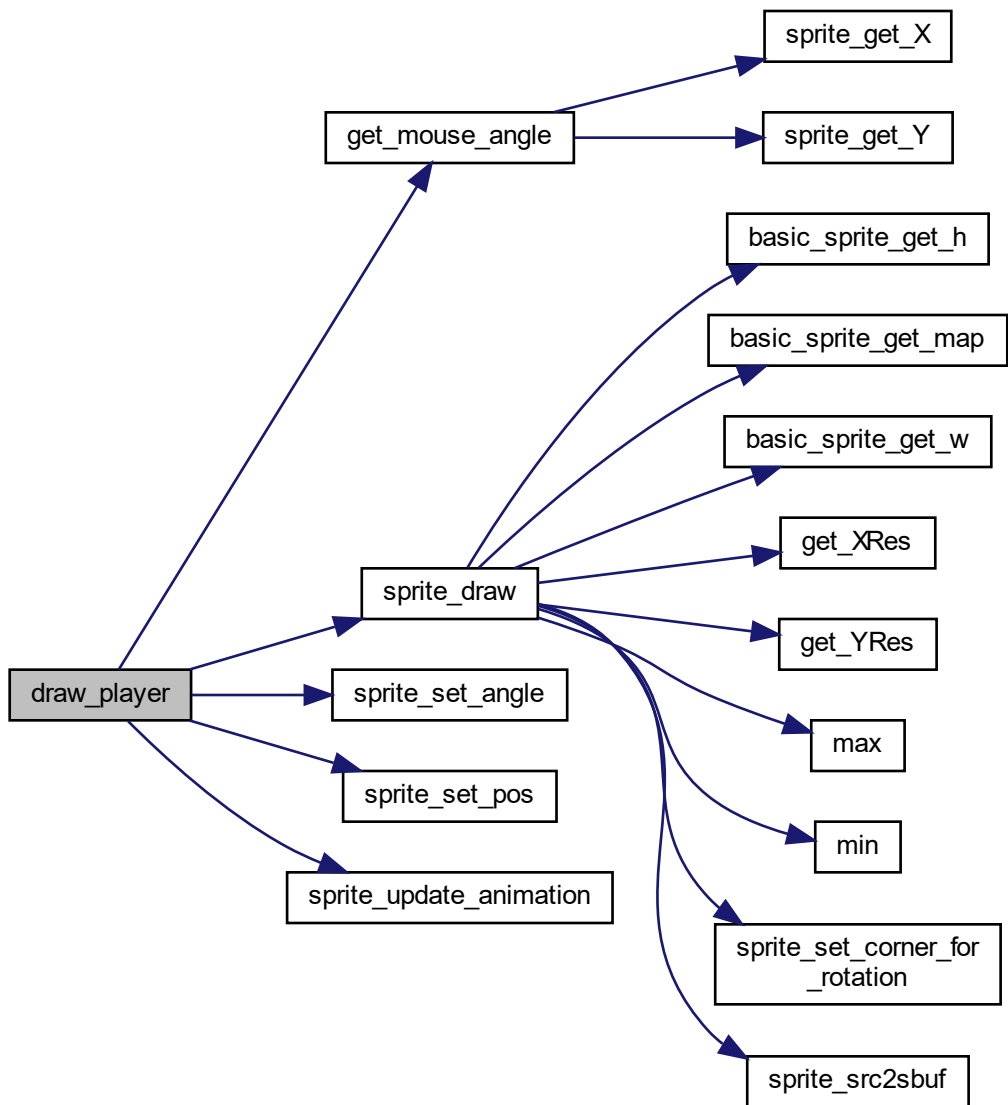 sprite_get_X
get_mouse_angle
sprite_get_Y
basic_sprite_get_h
basic_sprite_get_map
basic_sprite_get_w
get_XRes
sprite_draw
get_YRes
draw_player
sprite_set_angle
max
sprite_set_pos
min
sprite_update_animation
sprite_set_corner_for
_rotation
sprite_src2sbuf